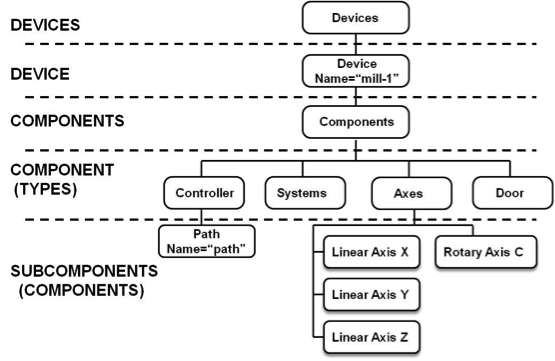 DEVICES
Devices
DEVICE
Device
Name="mill-1"
COMPONENTS
Components
COMPONENT
(TYPES)
Controller
Systems
Axes
Door
Path
Name="path"
SUBCOMPONENTS
(COMPONENTS)
Linear Axis X
Rotary Axis C
Linear Axis Y
Linear Axis Z